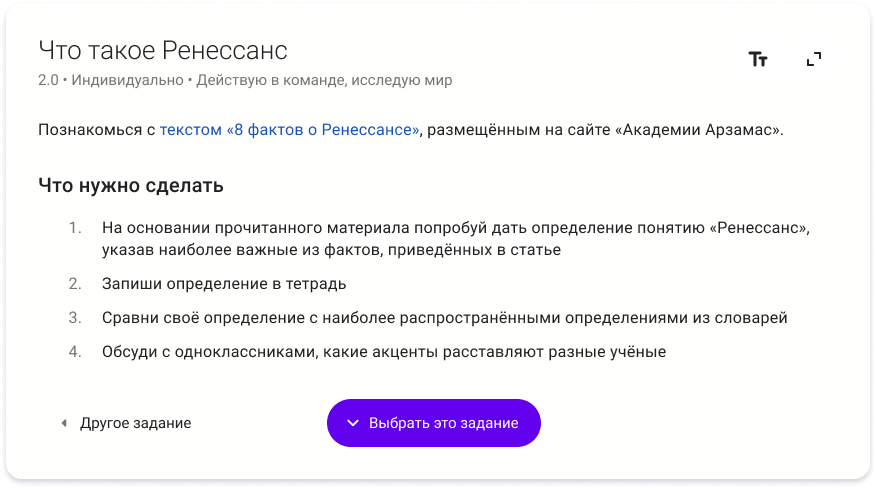 Что такое Ренессанс
2.0 • Индивидуально • Действую в команде, исследую мир
Тт
Познакомься с текстом «8 фактов о Ренессансе», размещённым на сайте «Академии Арзамас».
Что нужно сделать
1. На основании прочитанного материала попробуй дать определение понятию «Ренессанс»,
указав наиболее важные из фактов, приведённых в статье
2. Запиши определение в тетрадь
3. Сравни своё определение с наиболее распространёнными определениями из словарей
4. Обсуди с одноклассниками, какие акценты расставляют разные учёные
Другое задание
Выбрать это задание